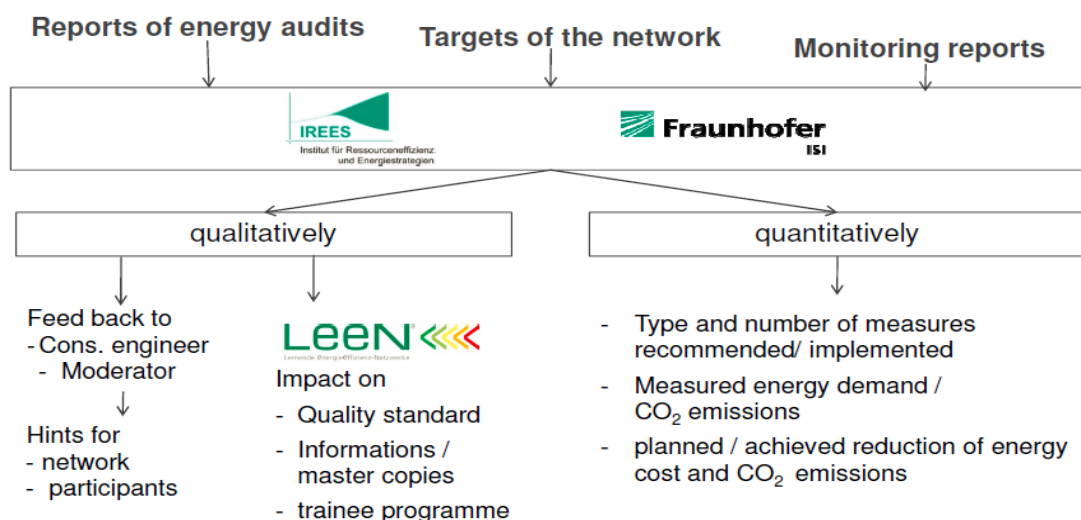 Reports of energy audits
Targets of the network
Monitoring reports
IREES
Institut für Ressourceneffizienz
und Energiestrategien
Fraunhofer
ISI
qualitatively
quantitatively
Feed back to
- Cons. engineer
- Moderator
Hints for
- network
- participants
LEEN
Lernende EnergieEffizienz-Netzwerke
Impact on
- Quality standard
- Informations /
master copies
- trainee programme
- Type and number of measures
recommended/ implemented
- Measured energy demand /
CO₂ emissions
- planned / achieved reduction of energy
cost and CO₂ emissions